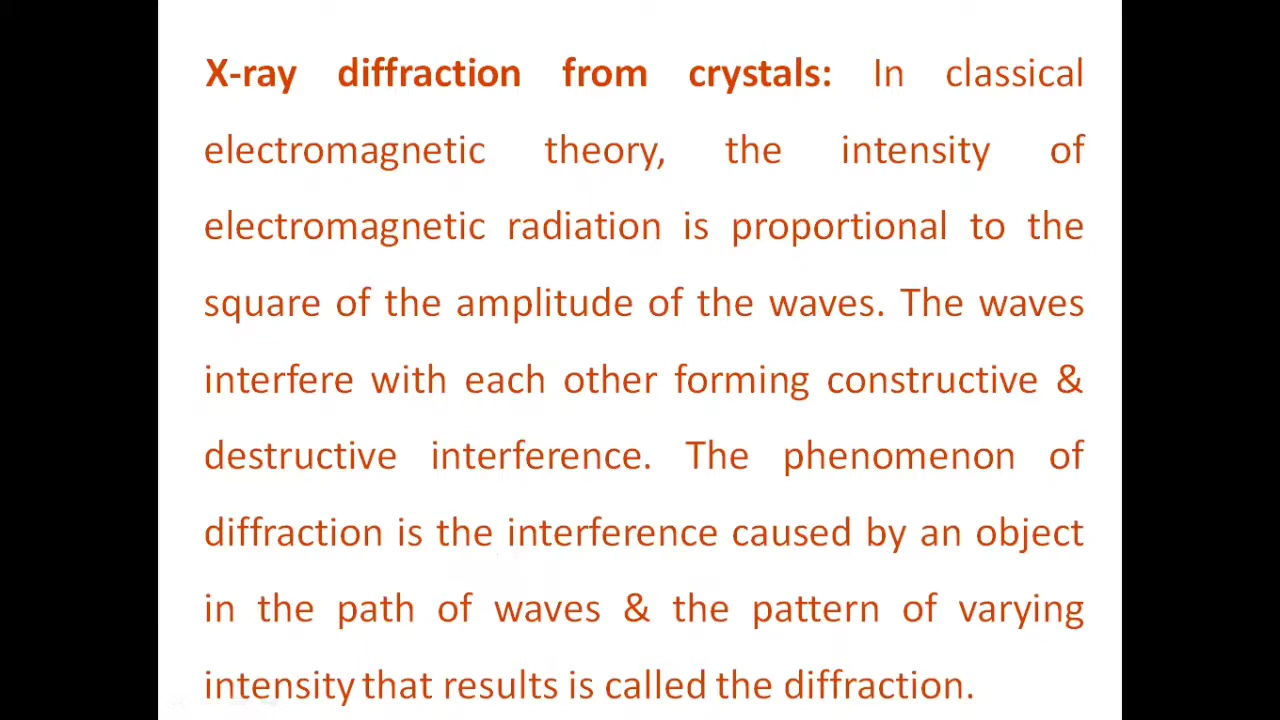 X-ray diffraction from crystals: In classical
electromagnetic theory, the intensity of
electromagnetic radiation is proportional to the
square of the amplitude of the waves. The waves
interfere with each other forming constructive &
destructive interference. The phenomenon of
diffraction is the interference caused by an object
in the path of waves & the pattern of varying
intensity that results is called the diffraction.